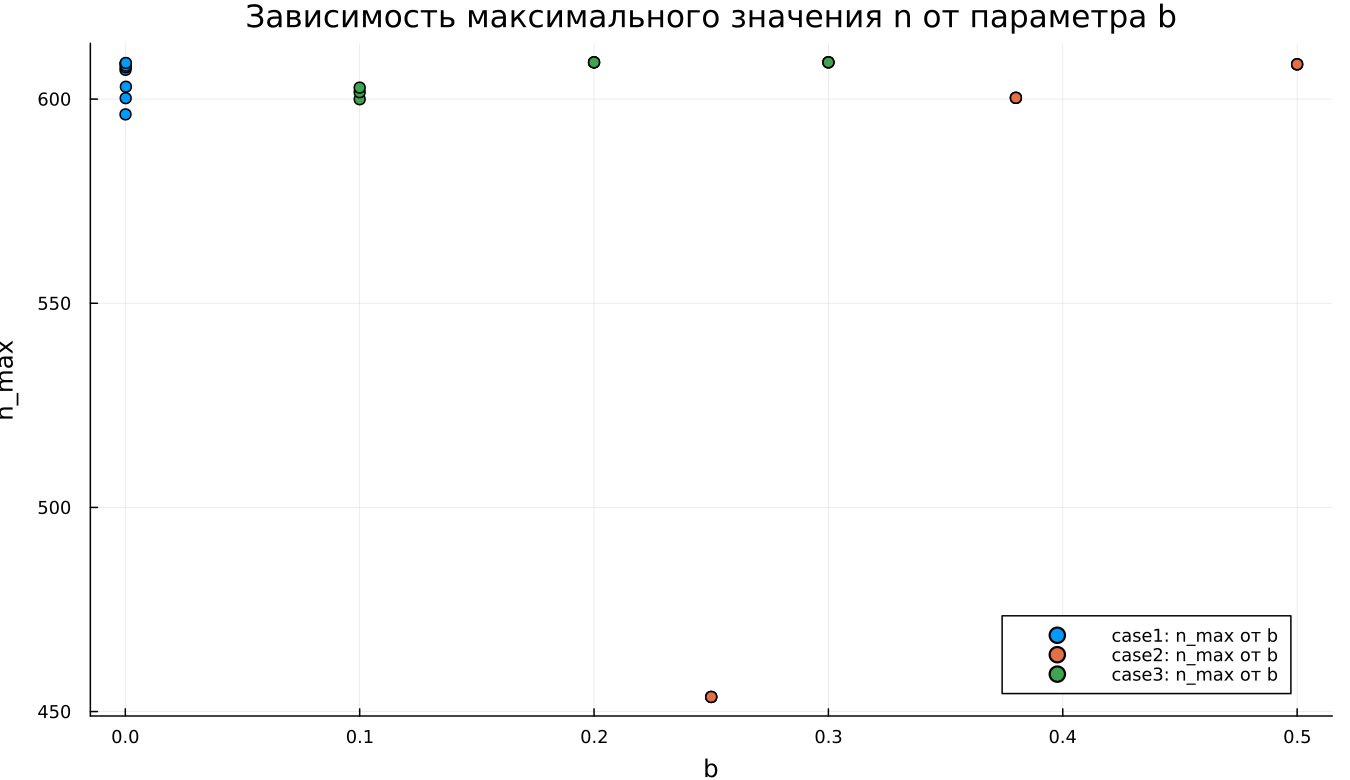 Зависимость максимального значения n от параметра b
600
550
500
450
n_max
case1: n_max от b
case2: n_max от b
case3: n_max от b
0.0 0.1 0.2 0.3 0.4 0.5
b